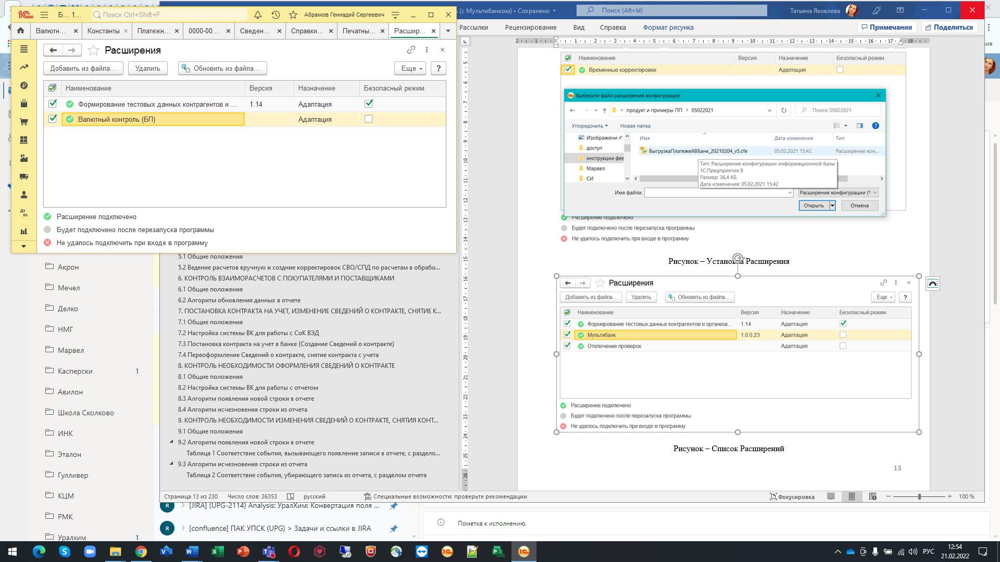 Б... 1...
Поиск Ctrl+Shift+F
Абрамов Геннадий Сергеевич
Валютн...
Константы
Платежн...
0000-00...
Сведен...
Справки...
Печатны...
Расшир...
Расширения
Добавить из файла...
Удалить
Обновить из файла...
Еще
?
Наименование
Версия
Назначение
Безопасный режим
Формирование тестовых данных контрагентов и ...
1.14
Адаптация
Валютный контроль (БП)
Адаптация
Расширение подключено
Будет подключено после перезапуска программы
Не удалось подключить при входе в программу
(с Мультибанком) • Сохранено
Поиск (Alt+Ы)
Татьяна Яковлева
Рассылки
Рецензирование
Вид
Справка
Формат рисунка
Примечания
Поделиться
Наименование
Версия
Назначение
Безопасный режим
Временные корректировки
Адаптация
Выберите файл расширения конфигурации
« продукт и примеры ПП > 05022021
Поиск: 05022021
Упорядочить
Новая папка
Изображени
доступ
инструкции фев
Марвел
СИ
Имя
Дата изменения
Тип
ВыгрузкаПлатежейВБанк_20210204_v5.cfe
05.02.2021 15:42
Расширение кон...
Тип: Расширение конфигурации информационной базы
1С:Предприятия 8
Размер: 36,4 КБ
Дата изменения: 05.02.2021 15:42
Имя файла:
Расширение конфигурации (*
Открыть
Отмена
Расширение подключено
Будет подключено после перезапуска программы
Не удалось подключить при входе в программу
Рисунок – Установка Расширения
Расширения
Добавить из файла...
Удалить
Обновить из файла...
Еще
?
Наименование
Версия
Назначение
Безопасный режим
Формирование тестовых данных контрагентов и организа...
1.14
Адаптация
Мультибанк
1.0.0.23
Адаптация
Отключение проверок
Адаптация
Расширение подключено
Будет подключено после перезапуска программы
Не удалось подключить при входе в программу
Рисунок – Список Расширений
13
5.1 Общие положения
5.2 Ведение расчетов вручную и создние корректировок СВО/СПД по расчетам в обрабо...
6. КОНТРОЛЬ ВЗАИМОРАСЧЕТОВ С ПОКУПАТЕЛЯМИ И ПОСТАВЩИКАМИ
6.1 Общие положения
6.2 Алгоритм обновления данных в отчете
7. ПОСТАНОВКА КОНТРАКТА НА УЧЕТ, ИЗМЕНЕНИЕ СВЕДЕНИЙ О КОНТРАКТЕ, СНЯТИЕ К...
7.1 Общие положения
7.2 Настройка системы ВК для работы с СоК ВЭД
7.3 Постановка контракта на учет в банке (Создание Сведений о контракте)
7.4 Переоформление Сведений о контракте, снятие контракта с учета
8. КОНТРОЛЬ НЕОБХОДИМОСТИ ОФОРМЛЕНИЯ СВЕДЕНИЙ О КОНТРАКТЕ
8.1 Общие положения
8.2 Настройка системы ВК для работы с отчетом
8.3 Алгоритм появления новой строки в отчете
8.4 Алгоритм исчезновения строки из отчета
9. КОНТРОЛЬ НЕОБХОДИМОСТИ ИЗМЕНЕНИЯ СВЕДЕНИЙ О КОНТРАКТЕ, СНЯТИЯ КОНТ...
9.1 Общие положения
9.2 Алгоритм появления новой строки в отчете
Таблица 1 Соответствие события, вызывающего появление записи в отчете, с раздело...
9.3 Алгоритм исчезновения строки из отчета
Таблица 2 Соответствие события, убирающего запись из отчета, с разделом отчета
Страница 13 из 230
Число слов: 36353
русский
Специальные возможности: проверьте рекомендации
Фокусировка
100 %
Акрон
Мечел
Делко
НМГ
Марвел
Касперски 1
Авилон
Школа Сколково
ИНК
Эталон
Гулливер
КЦМ
РМК
Уралхим 1
R
[JIRA] (UPG-2114) Analysis: УралХим: Конвертация поля ...
R
[confluence] ПАК УПСК (UPG) > Задачи и ссылки в JIRA
Пометка к исполнению.
РУС
12:54
21.02.2022